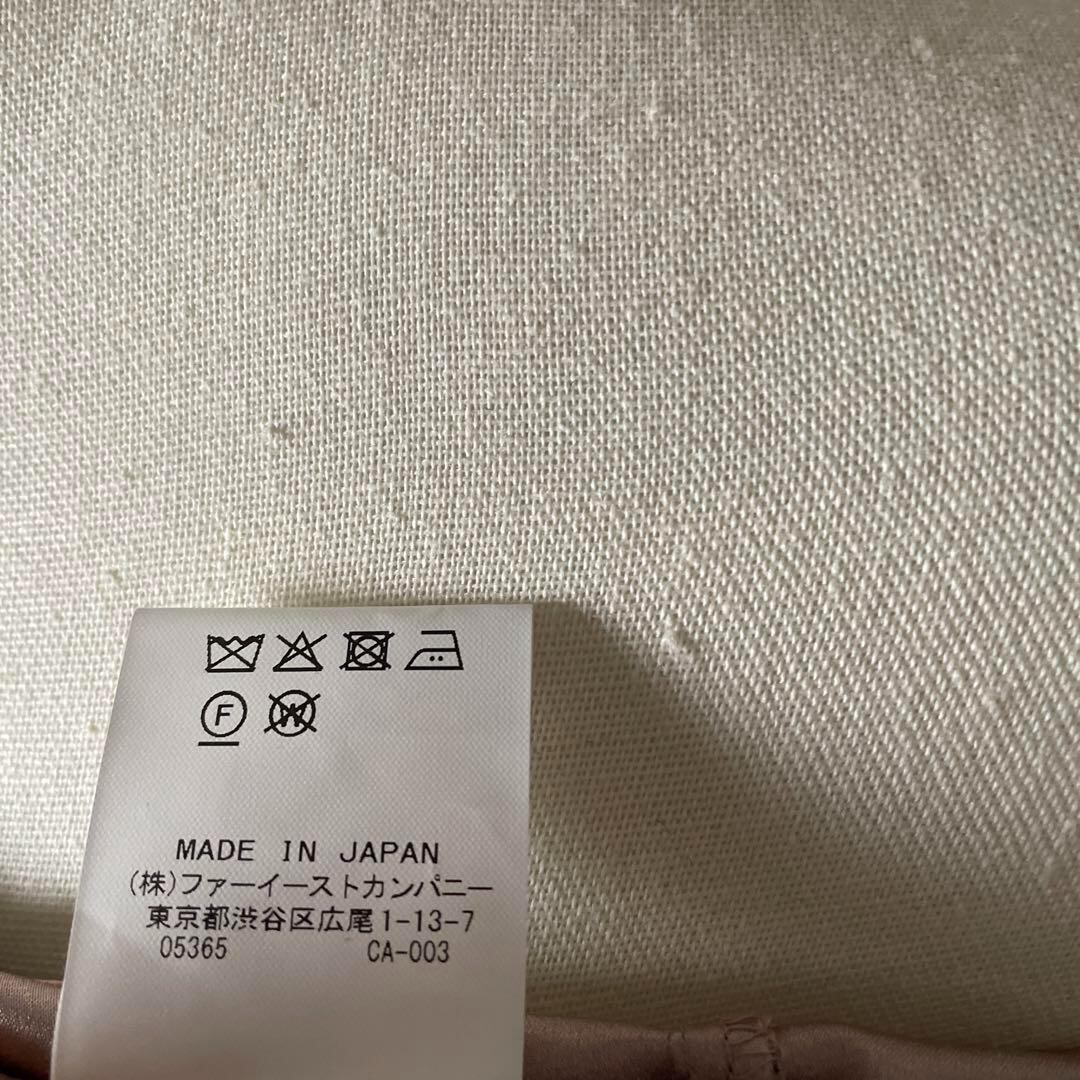 F W
MADE IN JAPAN
(株)ファーイーストカンパニー
東京都渋谷区広尾1-13-7
05365 CA-003